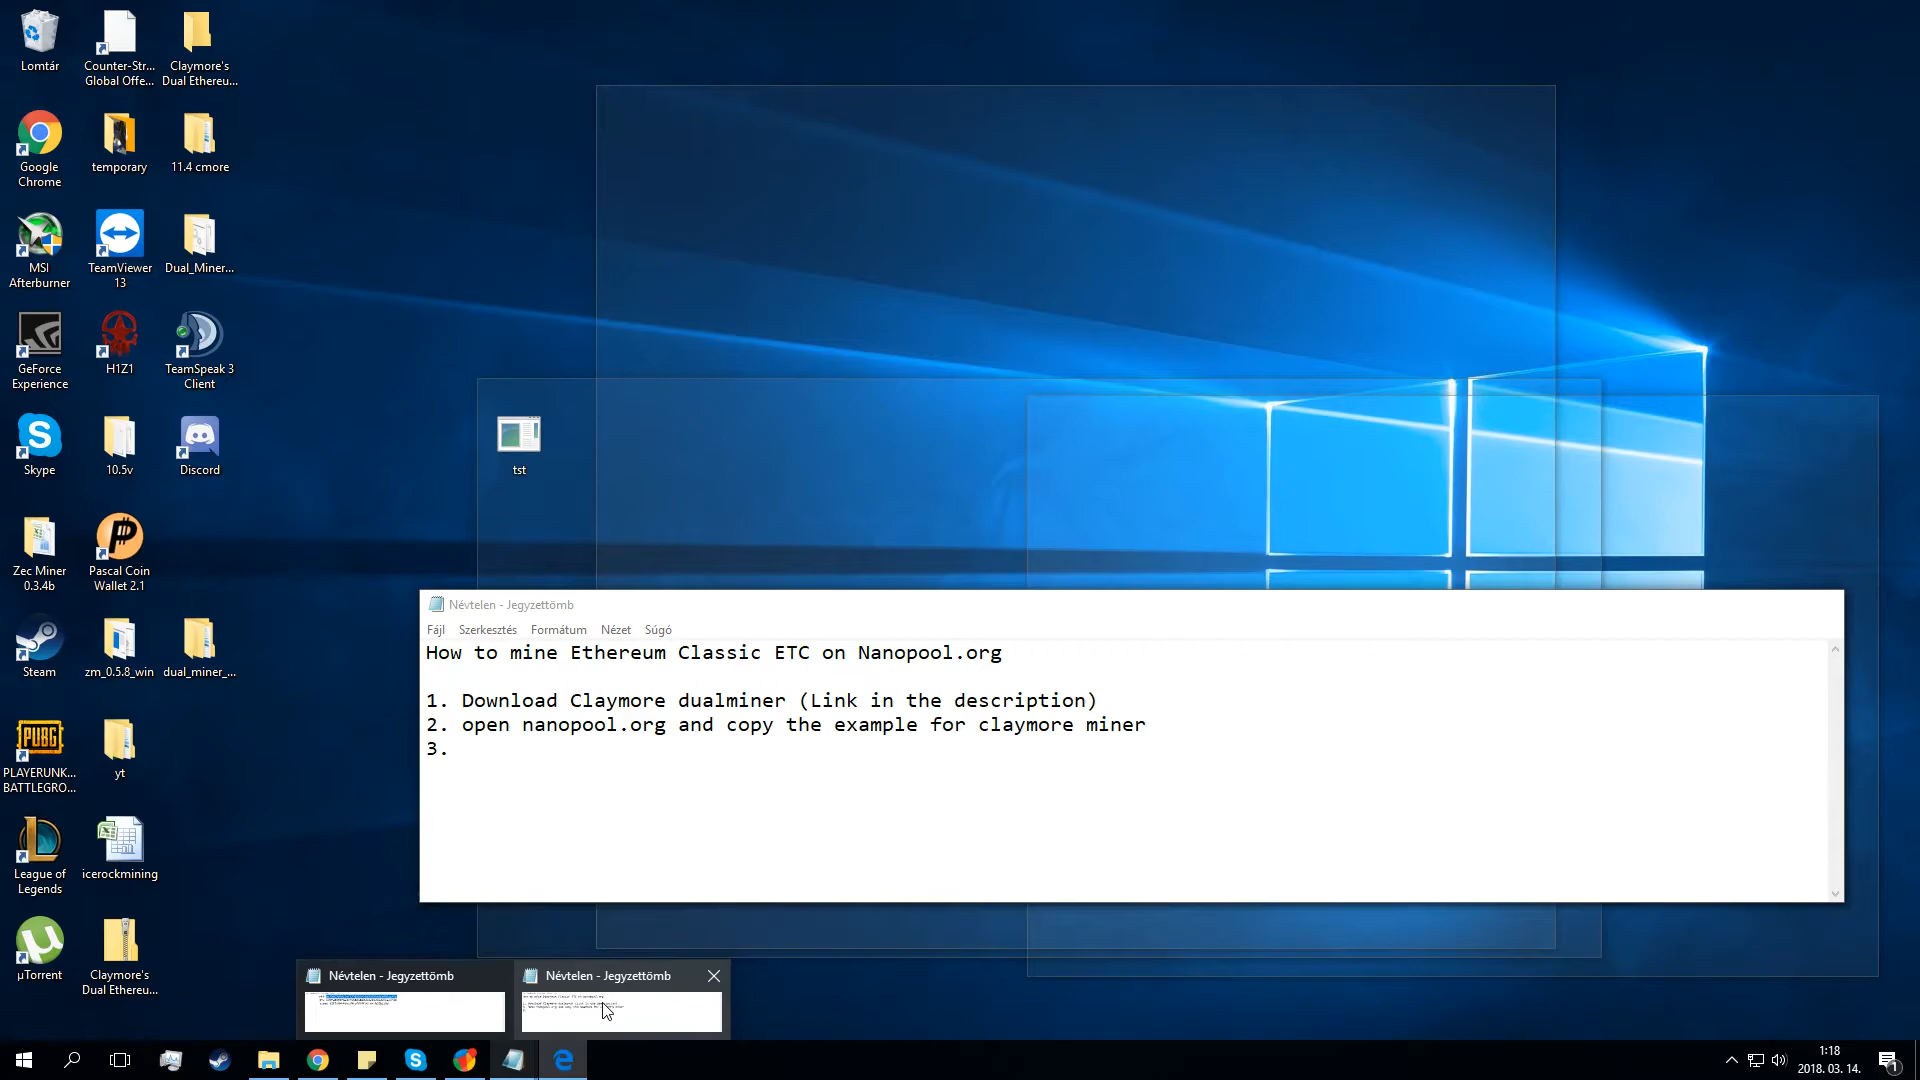 Lomtár
Counter-Str...
Global Offe...
Claymore's
Dual Ethereu...
Google
Chrome
temporary
11.4 cmore
MSI
Afterburner
TeamViewer
13
Dual_Miner...
GeForce
Experience
H1Z1
TeamSpeak 3
Client
Skype
10.5v
Discord
tst
Zec Miner
0.3.4b
Pascal Coin
Wallet 2.1
Steam
zm_0.5.8_win
dual_miner_...
PUBG
PLAYERUNK...
BATTLEGRO...
yt
League of
Legends
icerockmining
µTorrent
Claymore's
Dual Ethereu...
Névtelen - Jegyzettömb
Fájl Szerkesztés Formátum Nézet Súgó
How to mine Ethereum Classic ETC on Nanopool.org
1. Download Claymore dualminer (Link in the description)
2. open nanopool.org and copy the example for claymore miner
3.
Névtelen - Jegyzettömb
Névtelen - Jegyzettömb
1:18
2018. 03. 14.
1